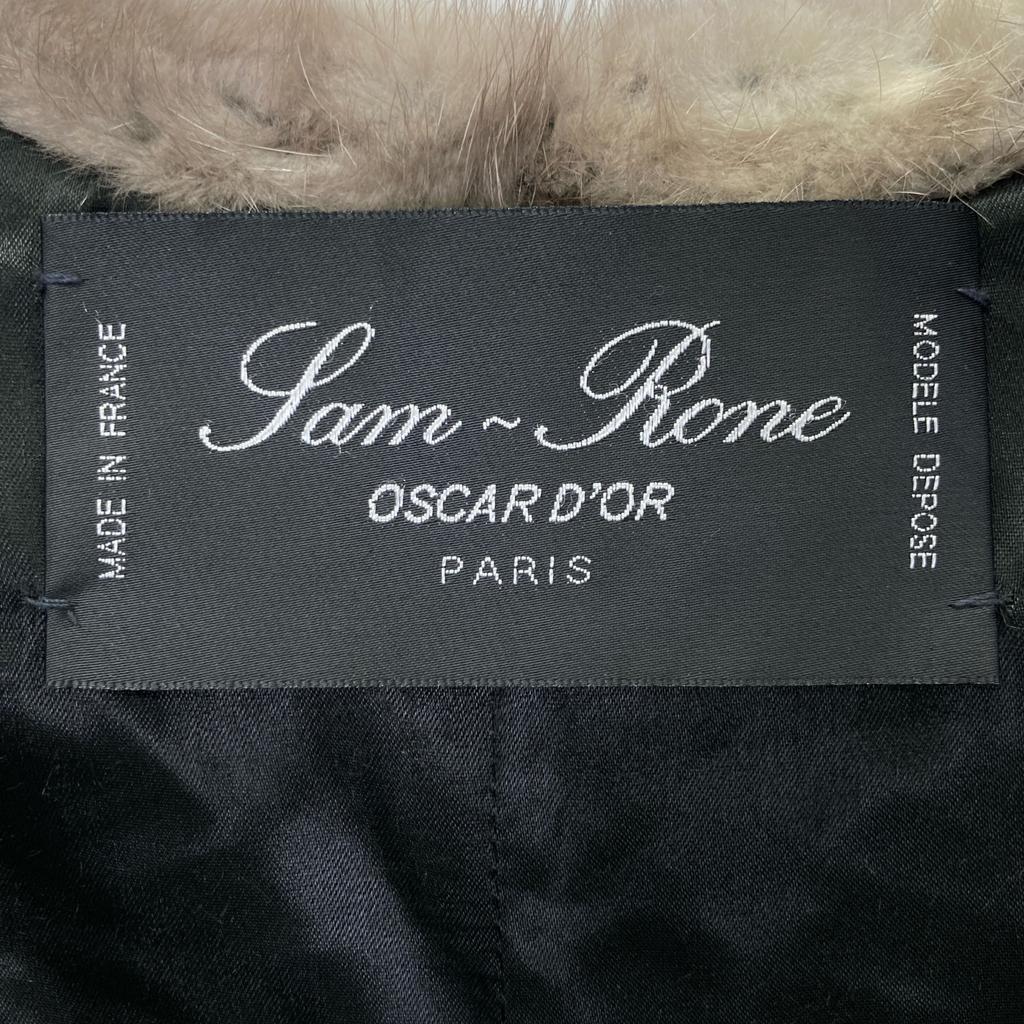 MADE IN FRANCE
Sam ~ Rone
OSCAR D'OR
PARIS
MODELE DEPOSE